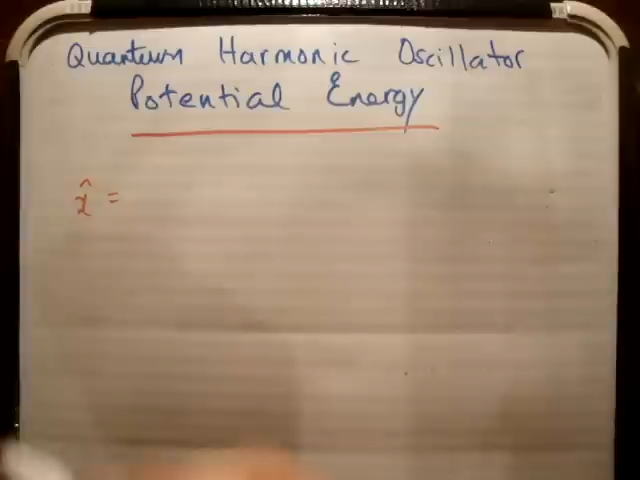 Quantum Harmonic Oscillator
Potential Energy
x̂ =